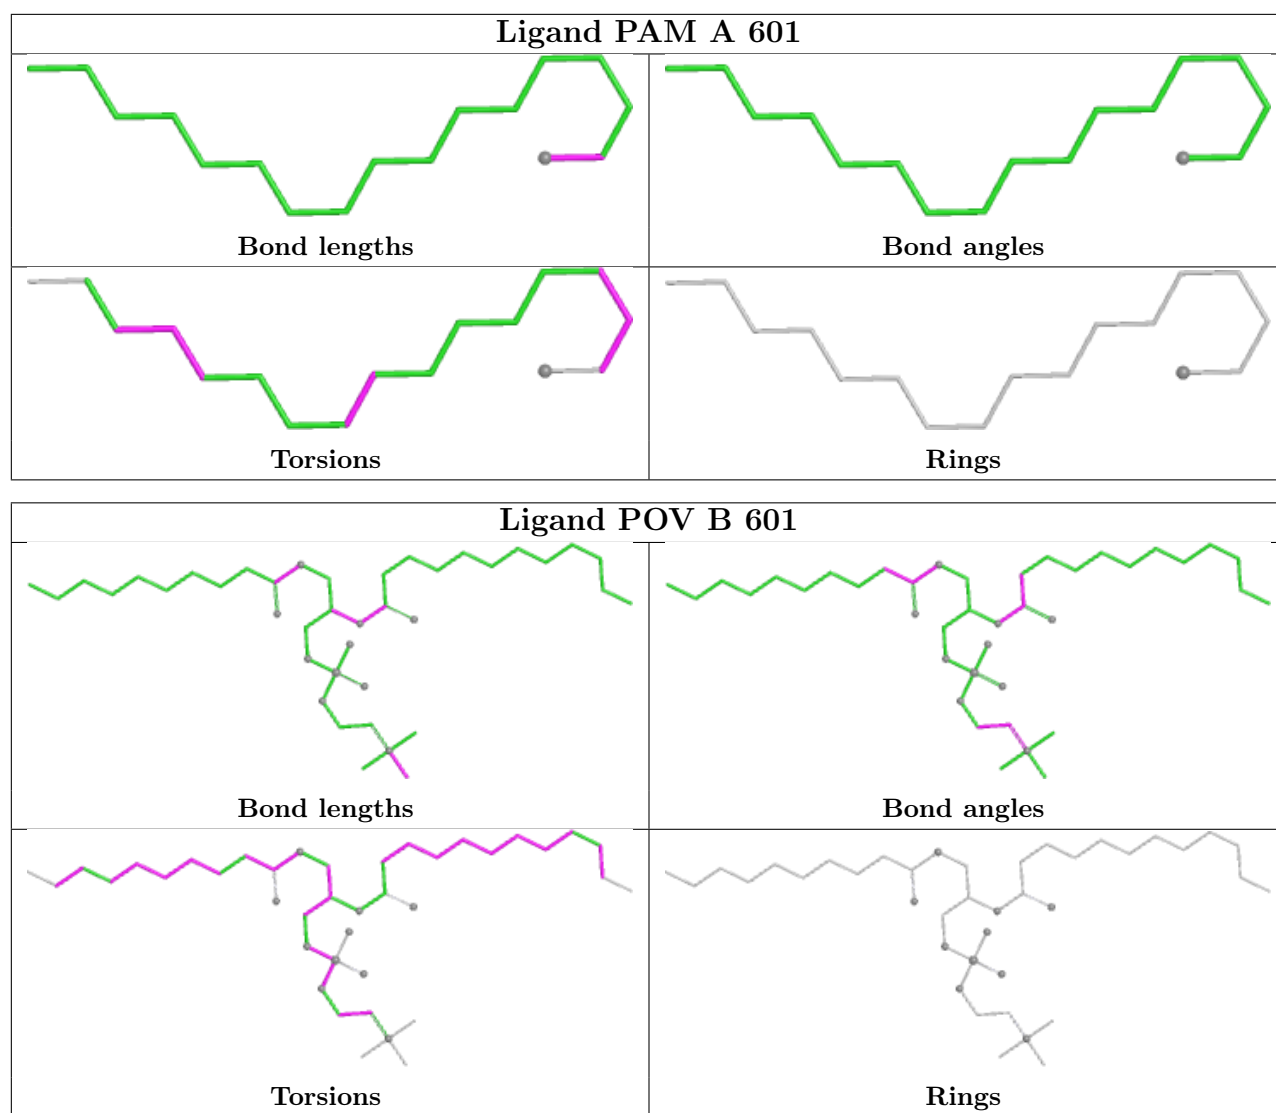 Ligand PAM A 601
Bond lengths
Bond angles
Torsions
Rings
Ligand POV B 601
Bond lengths
Bond angles
Torsions
Rings